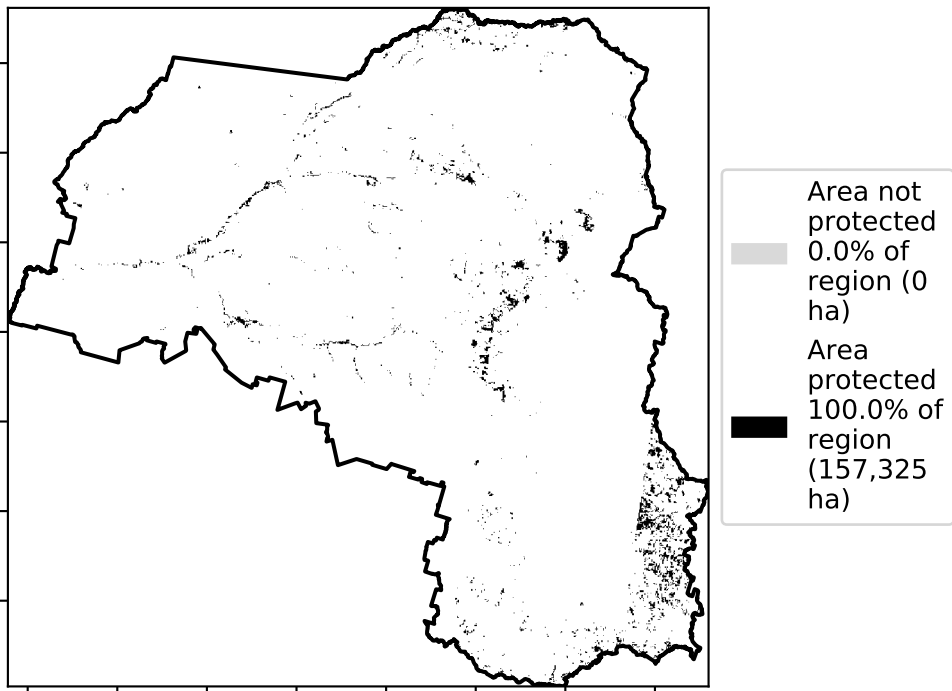 Area not
protected
0.0% of
region (0
ha)
Area
protected
100.0% of
region
(157,325
ha)